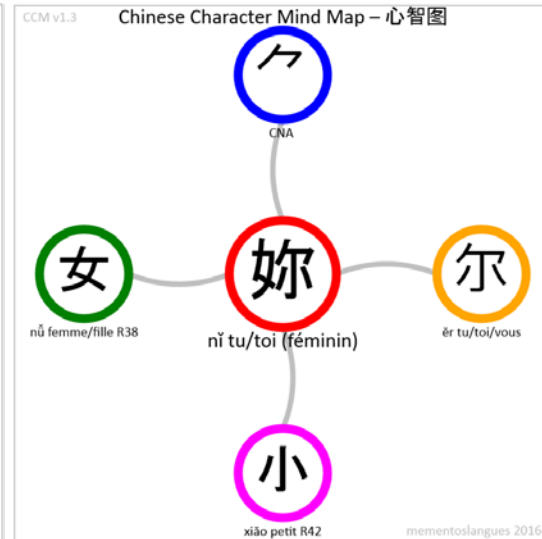 CCM v1.3
Chinese Character Mind Map – 心智图
𠂊
CNA
女
nǚ femme/fille R38
妳
nǐ tu/toi (féminin)
尔
ěr tu/toi/vous
小
xiǎo petit R42
mementoslangues 2016